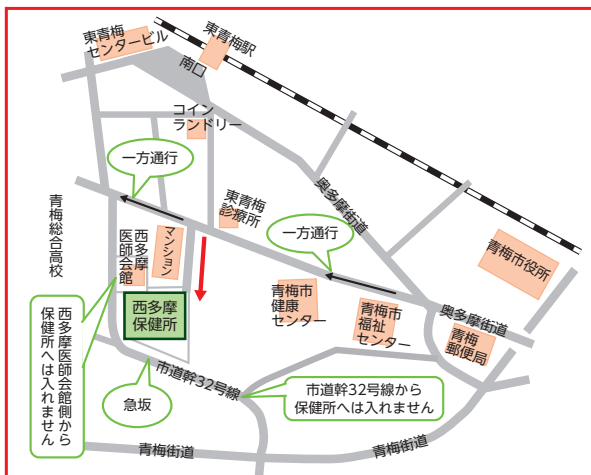 東青梅
センタービル
東青梅駅
南口
コイン
ランドリー
一方通行
奥多摩街道
東青梅
診療所
一方通行
青梅総合高校
西多摩
医師会館
マンション
青梅市役所
西多摩
保健所
青梅市
健康
センター
青梅市
福祉
センター
奥多摩街道
青梅
郵便局
西多摩医師会館側から
保健所へは入れません
市道幹32号線
急坂
市道幹32号線から
保健所へは入れません
青梅街道
青梅街道